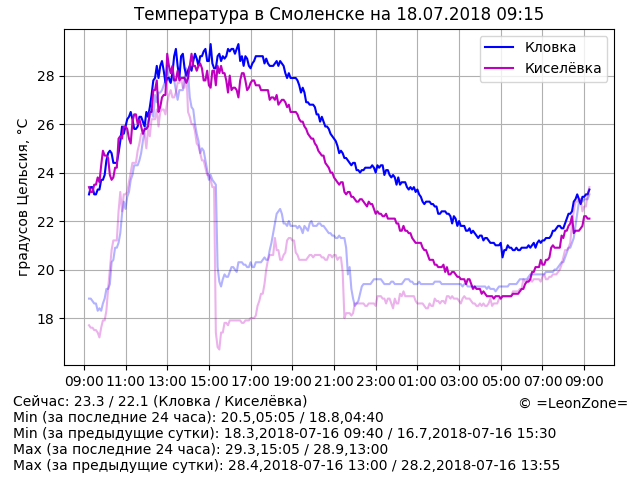 Температура в Смоленске на 18.07.2018 09:15
Кловка
Киселёвка
градусов Цельсия, °C
28
26
24
22
20
18
09:00 11:00 13:00 15:00 17:00 19:00 21:00 23:00 01:00 03:00 05:00 07:00 09:00
Сейчас: 23.3 / 22.1 (Кловка / Киселёвка)
© =LeonZone=
Min (за последние 24 часа): 20.5,05:05 / 18.8,04:40
Min (за предыдущие сутки): 18.3,2018-07-16 09:40 / 16.7,2018-07-16 15:30
Max (за последние 24 часа): 29.3,15:05 / 28.9,13:00
Max (за предыдущие сутки): 28.4,2018-07-16 13:00 / 28.2,2018-07-16 13:55